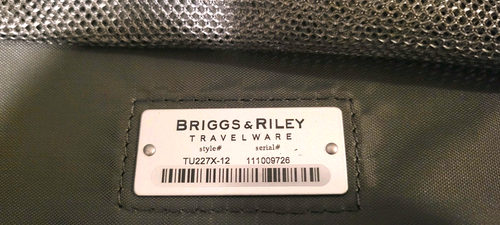 BRIGGS & RILEY
TRAVELWARE
style# serial#
TU227X-12 111009726